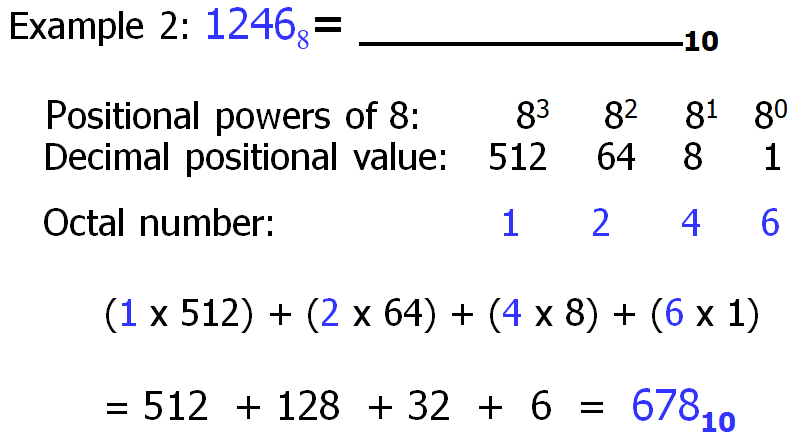 Example 2: 1246₈ = ____________________₁₀
Positional powers of 8: 8³ 8² 8¹ 8⁰
Decimal positional value: 512 64 8 1
Octal number: 1 2 4 6
(1 x 512) + (2 x 64) + (4 x 8) + (6 x 1)
= 512 + 128 + 32 + 6 = 678₁₀